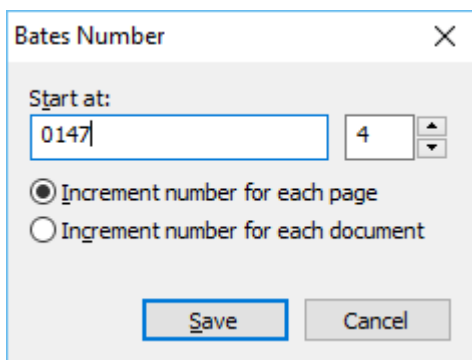 Bates Number
Start at:
0147 4
Increment number for each page
Increment number for each document
Save Cancel